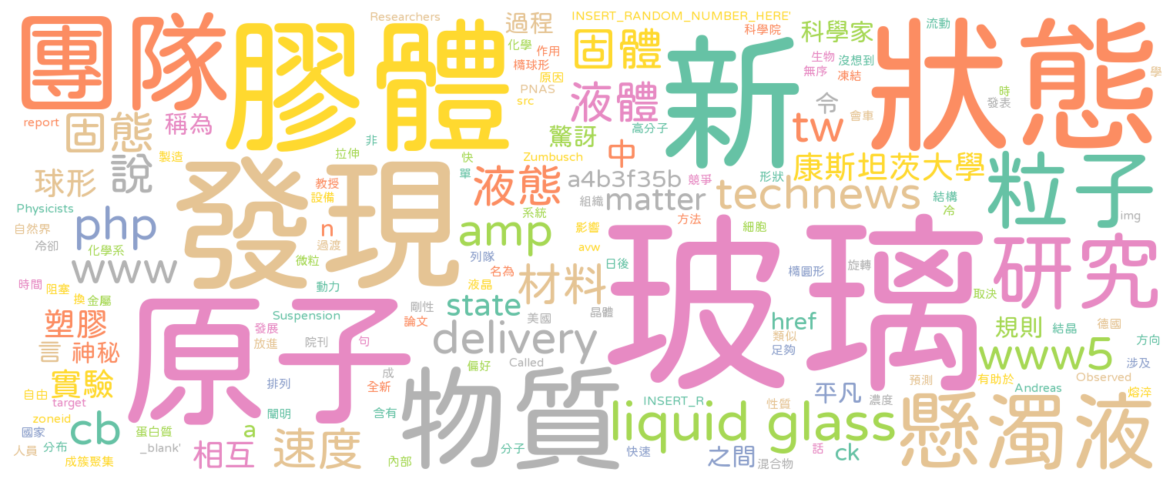 Researchers
過程
INSERT_RANDOM_NUMBER_HERE'
科學家
流動
團隊
膠體
固體
新
狀態
化學
作用
橢球形
原因
科學院
生物
沒想到
無序
凍結
學
PNAS
src
液體
令
時
發表
report
固態
稱為
驚訝
高分子
tw
會車
非
說
製造
拉伸
快
單
Zumbusch
中
康斯坦茨大學
粒子
球形
發現
教授
設備
液態
a4b3f35b
競爭
形狀
technews
結構
冷
img
組織
matter
Physicists
php
n
系統
amp
影響
方法
玻璃
自然界
冷卻
化學系
過渡
微粒
列隊
avw
細胞
研究
www
名為
日後
橢圓形
旋轉
時間
阻塞
換
金屬
動力
液晶
材料
取決
原子
state
剛性
晶體
塑膠
發展
Suspension
論文
美國
href
規則
結晶
德國
放進
院刊
句
delivery
類似
方向
言
神秘
Called
足夠
www5
涉及
實驗
排列
成
全新
偏好
物質
預測
有助於
自由
target
INSERT_R
平凡
Andreas
Observed
熔淬
闡明
含有
liquid glass
性質
濃度
懸濁液
zoneid
cb
蛋白質
a
國家
人員
分布
_blank'
相互
速度
內部
分子
快速
之間
話
ck
成簇聚集
混合物